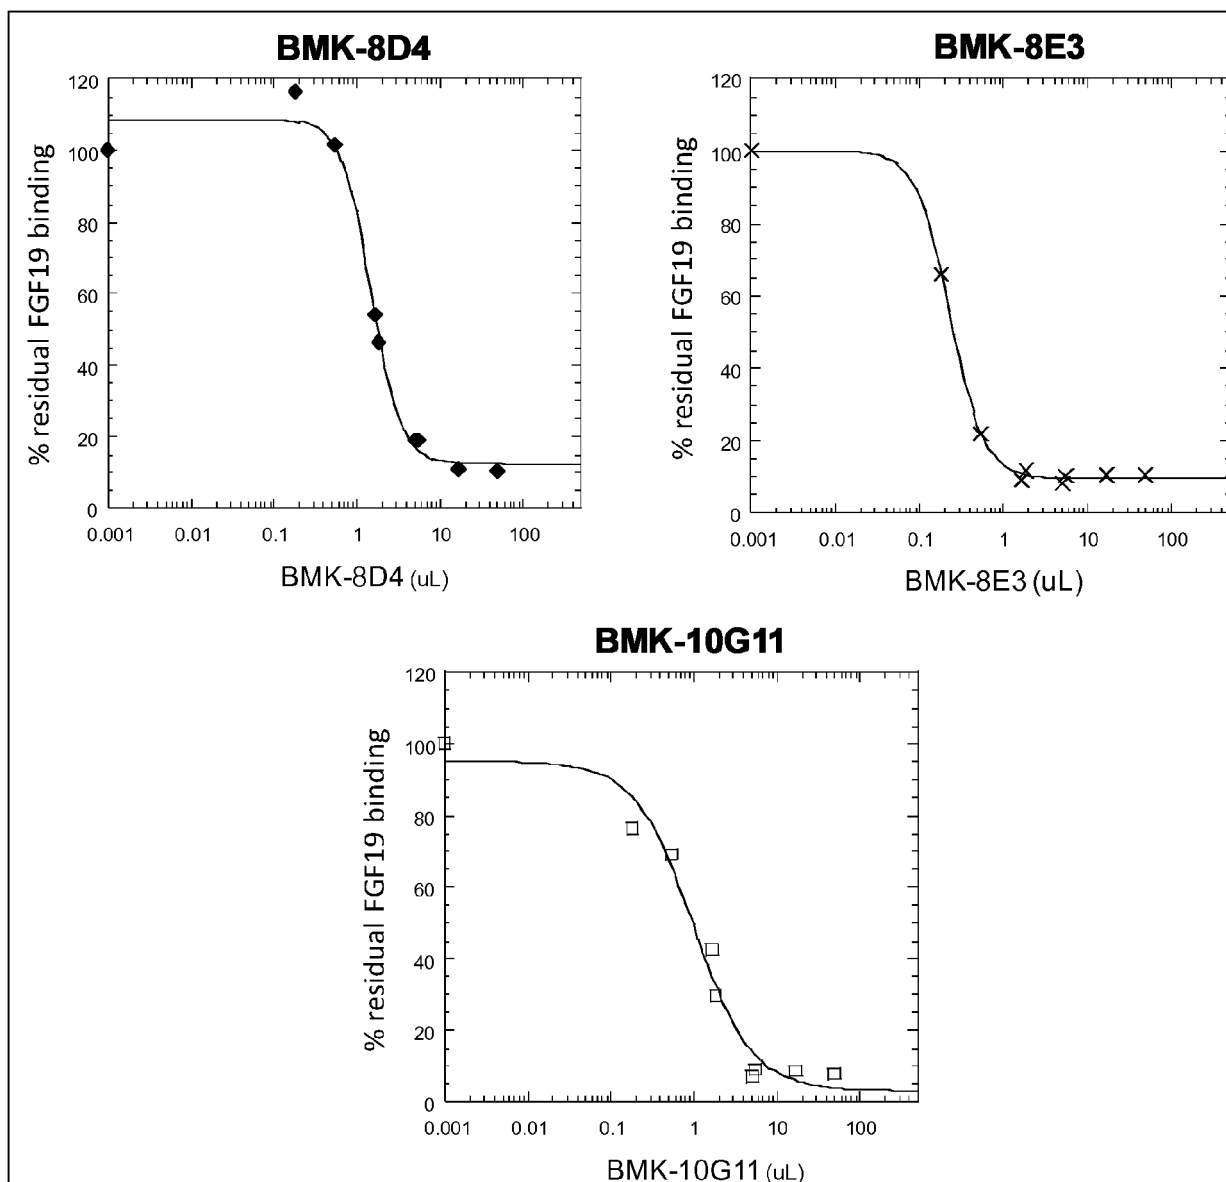 BMK-8D4
% residual FGF19 binding
120
100
80
60
40
20
0
0.001 0.01 0.1 1 10 100
BMK-8D4 (uL)
BMK-8E3
% residual FGF19 binding
120
100
80
60
40
20
0
0.001 0.01 0.1 1 10 100
BMK-8E3 (uL)
BMK-10G11
% residual FGF19 binding
120
100
80
60
40
20
0
0.001 0.01 0.1 1 10 100
BMK-10G11 (uL)